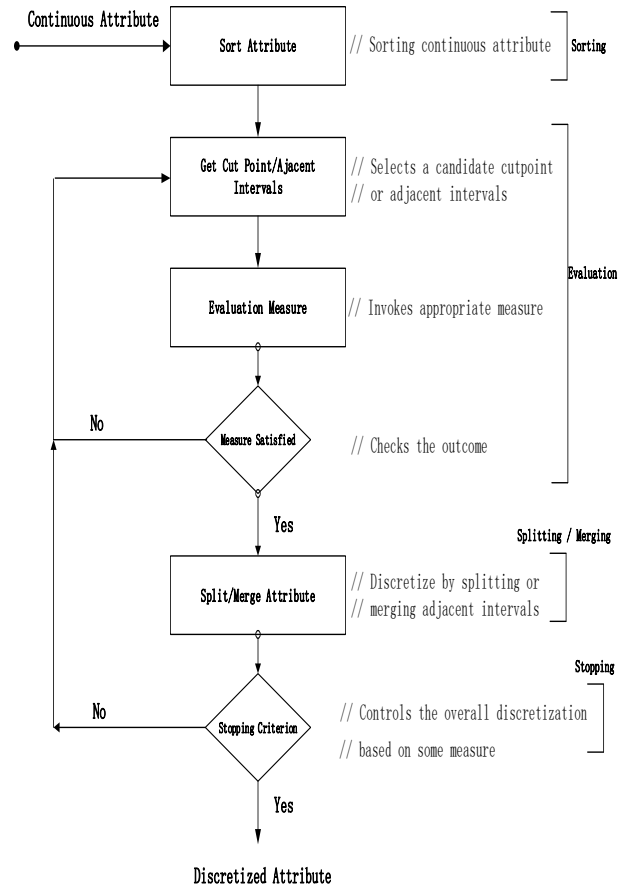 Continuous Attribute
Sort Attribute
// Sorting continuous attribute
Sorting
Get Cut Point/Ajacent
Intervals
// Selects a candidate cutpoint
// or adjacent intervals
Evaluation
Evaluation Measure
// Invokes appropriate measure
No
Measure Satisfied
// Checks the outcome
Yes
Splitting / Merging
Split/Merge Attribute
// Discretize by splitting or
// merging adjacent intervals
Stopping
No
Stopping Criterion
// Controls the overall discretization
// based on some measure
Yes
Discretized Attribute